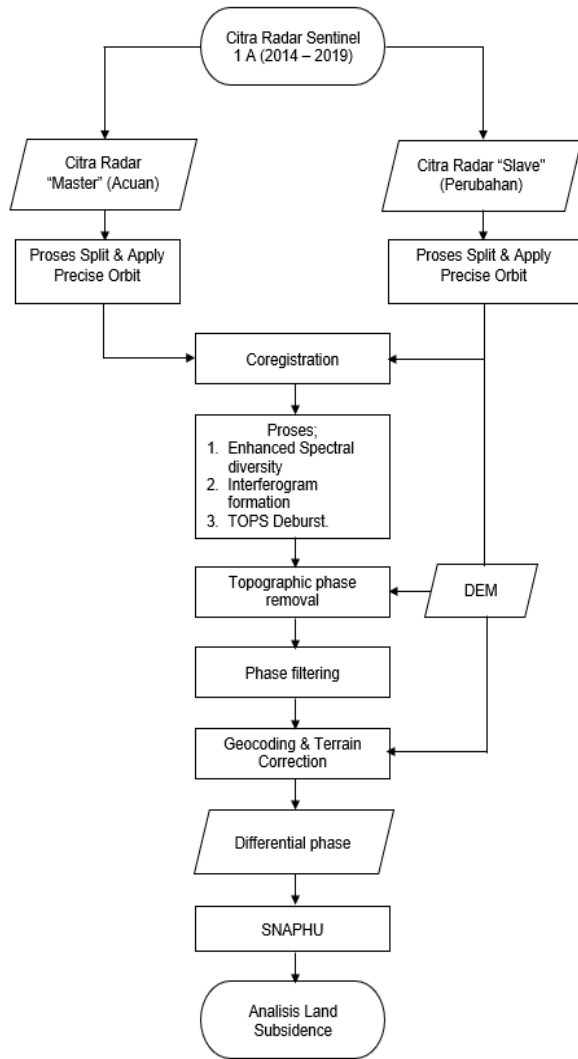 Citra Radar Sentinel
1 A (2014 – 2019)
Citra Radar
“Master” (Acuan)
Citra Radar “Slave”
(Perubahan)
Proses Split & Apply
Precise Orbit
Proses Split & Apply
Precise Orbit
Coregistration
Proses;
1. Enhanced Spectral
diversity
2. Interferogram
formation
3. TOPS Deburst.
Topographic phase
removal
DEM
Phase filtering
Geocoding & Terrain
Correction
Differential phase
SNAPHU
Analisis Land
Subsidence